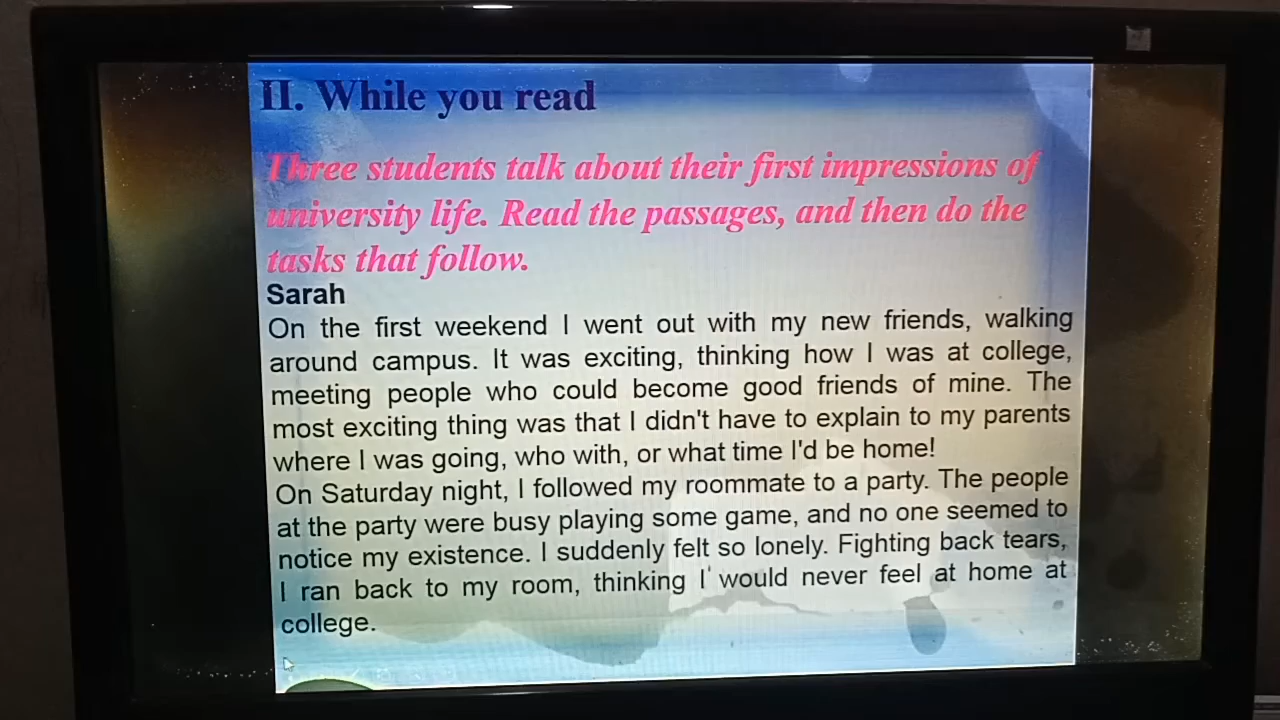 II. While you read
Three students talk about their first impressions of
university life. Read the passages, and then do the
tasks that follow.
Sarah
On the first weekend I went out with my new friends, walking
around campus. It was exciting, thinking how I was at college,
meeting people who could become good friends of mine. The
most exciting thing was that I didn't have to explain to my parents
where I was going, who with, or what time I'd be home!
On Saturday night, I followed my roommate to a party. The people
at the party were busy playing some game, and no one seemed to
notice my existence. I suddenly felt so lonely. Fighting back tears,
I ran back to my room, thinking I would never feel at home at
college.